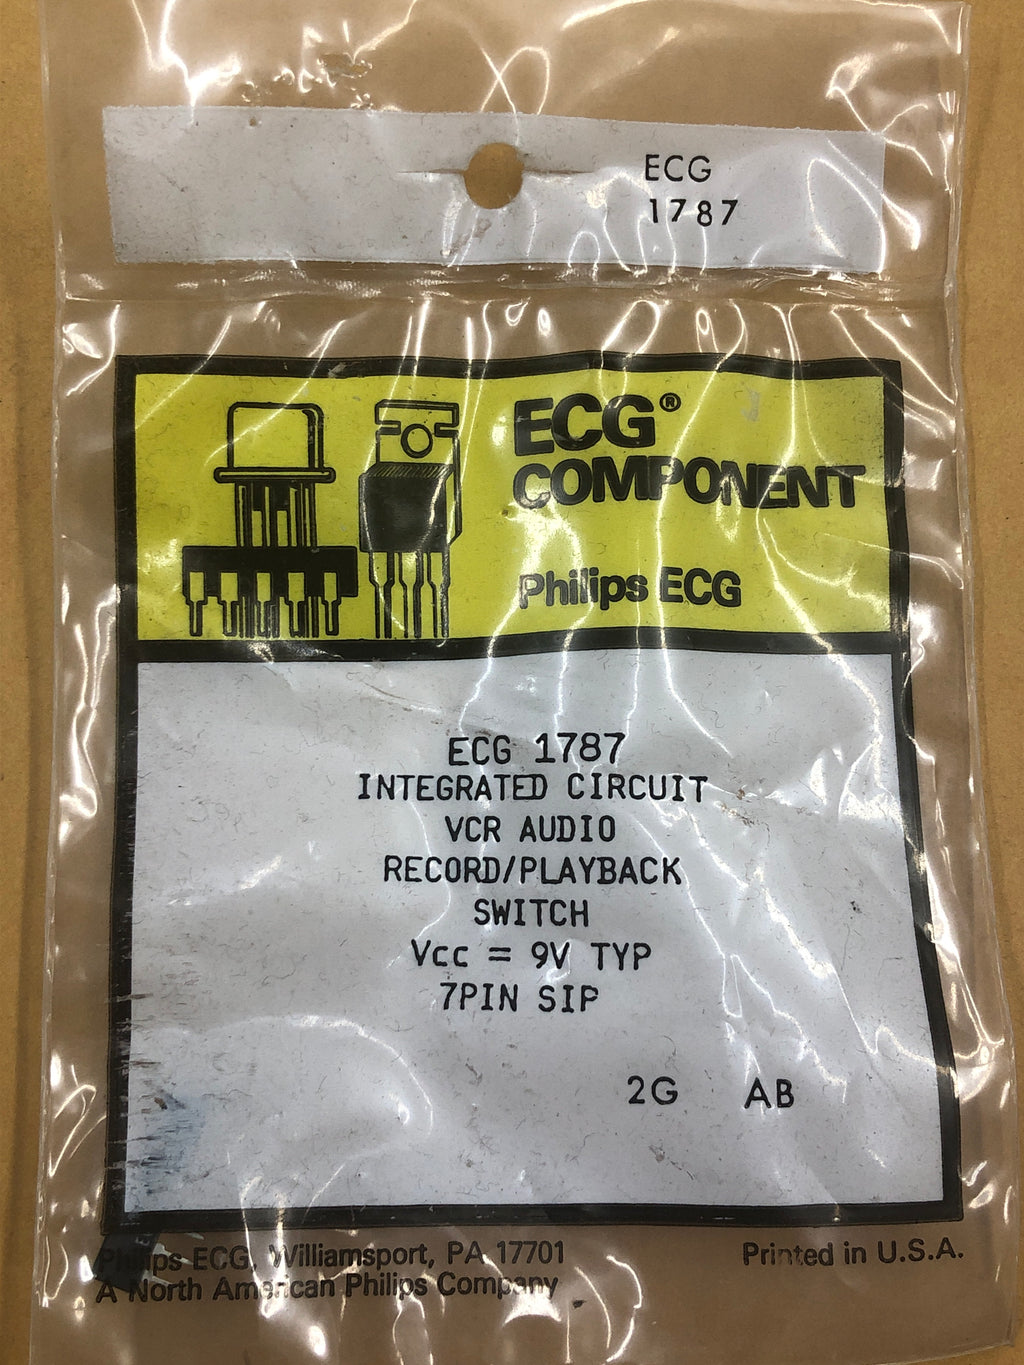 ECG
1787
ECG®
COMPONENT
Philips ECG
ECG 1787
INTEGRATED CIRCUIT
VCR AUDIO
RECORD/PLAYBACK
SWITCH
Vcc = 9V TYP
7PIN SIP
2G AB
Philips ECG, Williamsport, PA 17701
A North American Philips Company
Printed in U.S.A.